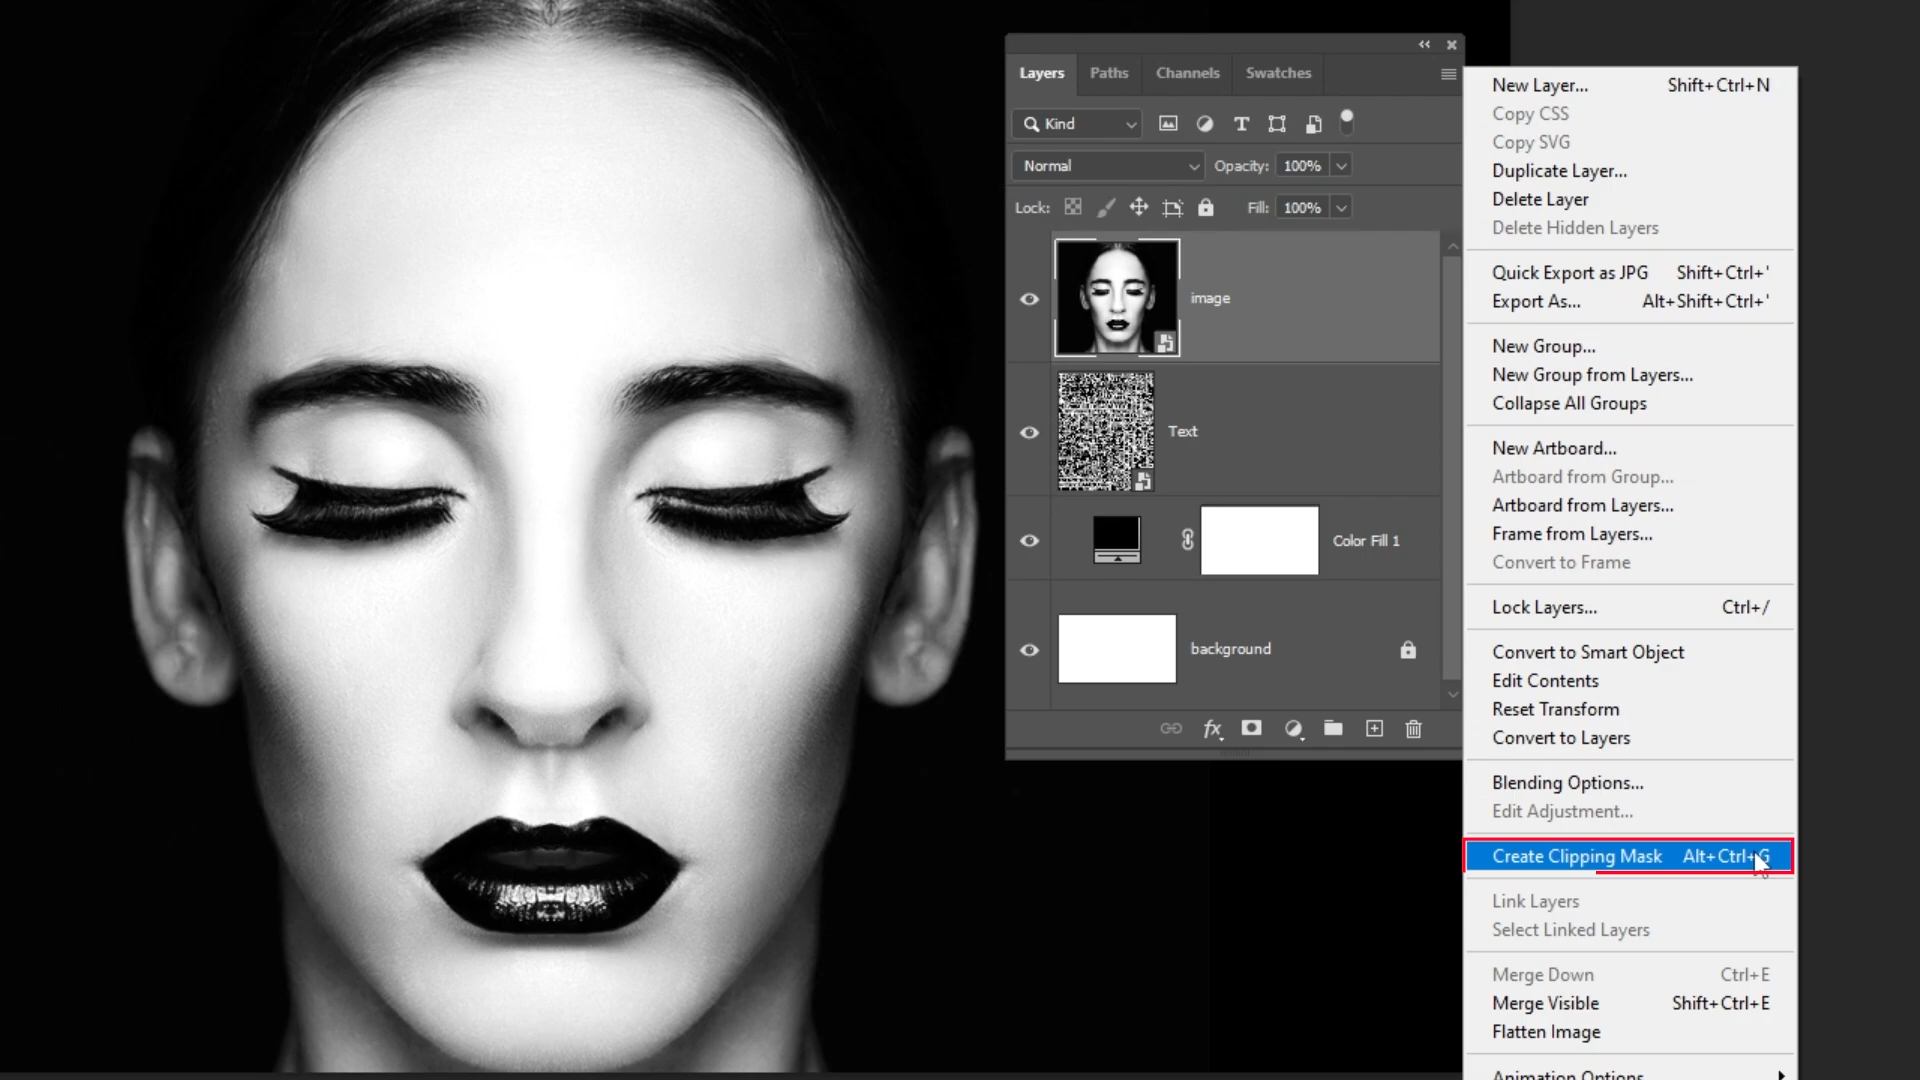 Layers Paths Channels Swatches
Kind
Normal Opacity: 100%
Lock: Fill: 100%
image
Text
Color Fill 1
background
fx
New Layer... Shift+Ctrl+N
Copy CSS
Copy SVG
Duplicate Layer...
Delete Layer
Delete Hidden Layers
Quick Export as JPG Shift+Ctrl+'
Export As... Alt+Shift+Ctrl+'
New Group...
New Group from Layers...
Collapse All Groups
New Artboard...
Artboard from Group...
Artboard from Layers...
Frame from Layers...
Convert to Frame
Lock Layers... Ctrl+/
Convert to Smart Object
Edit Contents
Reset Transform
Convert to Layers
Blending Options...
Edit Adjustment...
Create Clipping Mask Alt+Ctrl+G
Link Layers
Select Linked Layers
Merge Down Ctrl+E
Merge Visible Shift+Ctrl+E
Flatten Image
Animation Options